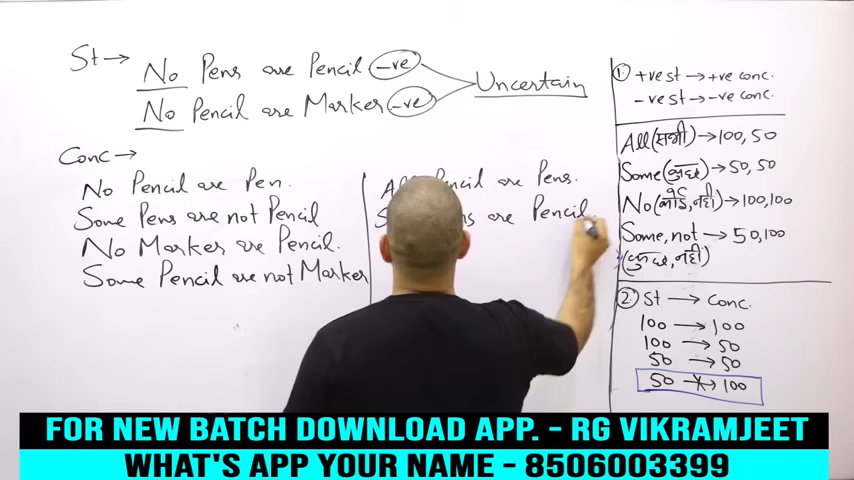 St → No Pens are Pencil -ve
No Pencil are Marker -ve
Uncertain
Conc →
No Pencil are Pen.
Some Pens are not Pencil
No Marker are Pencil.
Some Pencil are not Marker
Pencil are Pens.
are Pencil.
1. +ve st → +ve conc.
-ve st → -ve conc.
All (सभी) → 100, 50
Some (कुछ) → 50, 50
No (कोई, नहीं) → 100, 100
Some, not → 50, 100
(कुछ, नहीं)
2. St → Conc.
100 → 100
100 → 50
50 → 50
50 → 100
FOR NEW BATCH DOWNLOAD APP. - RG VIKRAMJEET
WHAT'S APP YOUR NAME - 8506003399